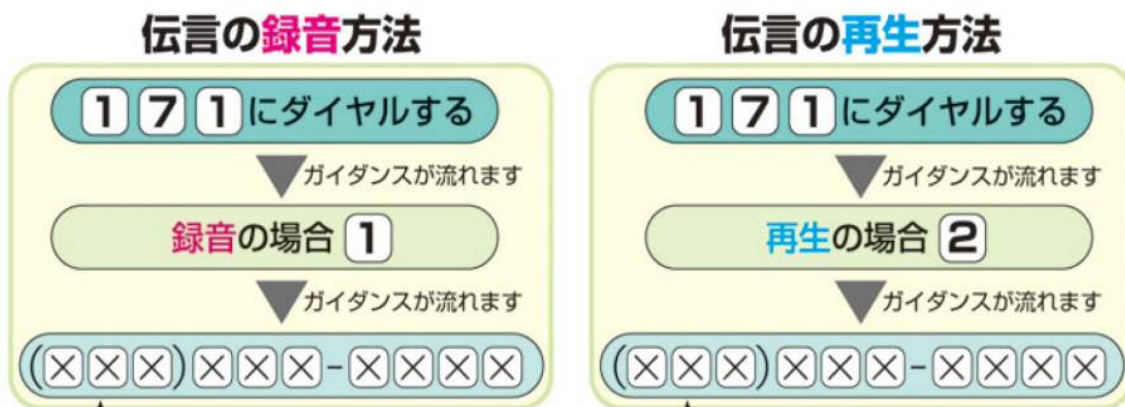 伝言の録音方法
171にダイヤルする
ガイダンスが流れます
録音の場合 1
ガイダンスが流れます
(×××)×××-××××
伝言の再生方法
171にダイヤルする
ガイダンスが流れます
再生の場合 2
ガイダンスが流れます
(×××)×××-××××